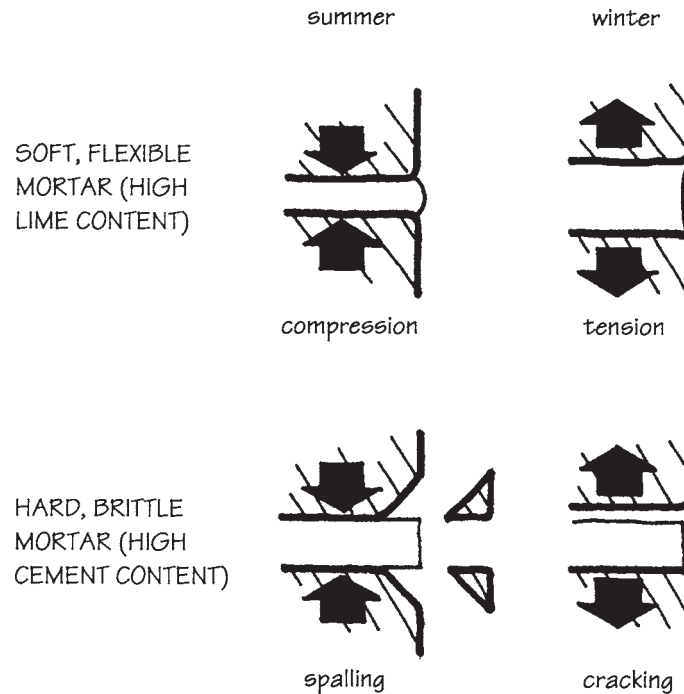 summer
winter
SOFT, FLEXIBLE
MORTAR (HIGH
LIME CONTENT)
compression
tension
HARD, BRITTLE
MORTAR (HIGH
CEMENT CONTENT)
spalling
cracking